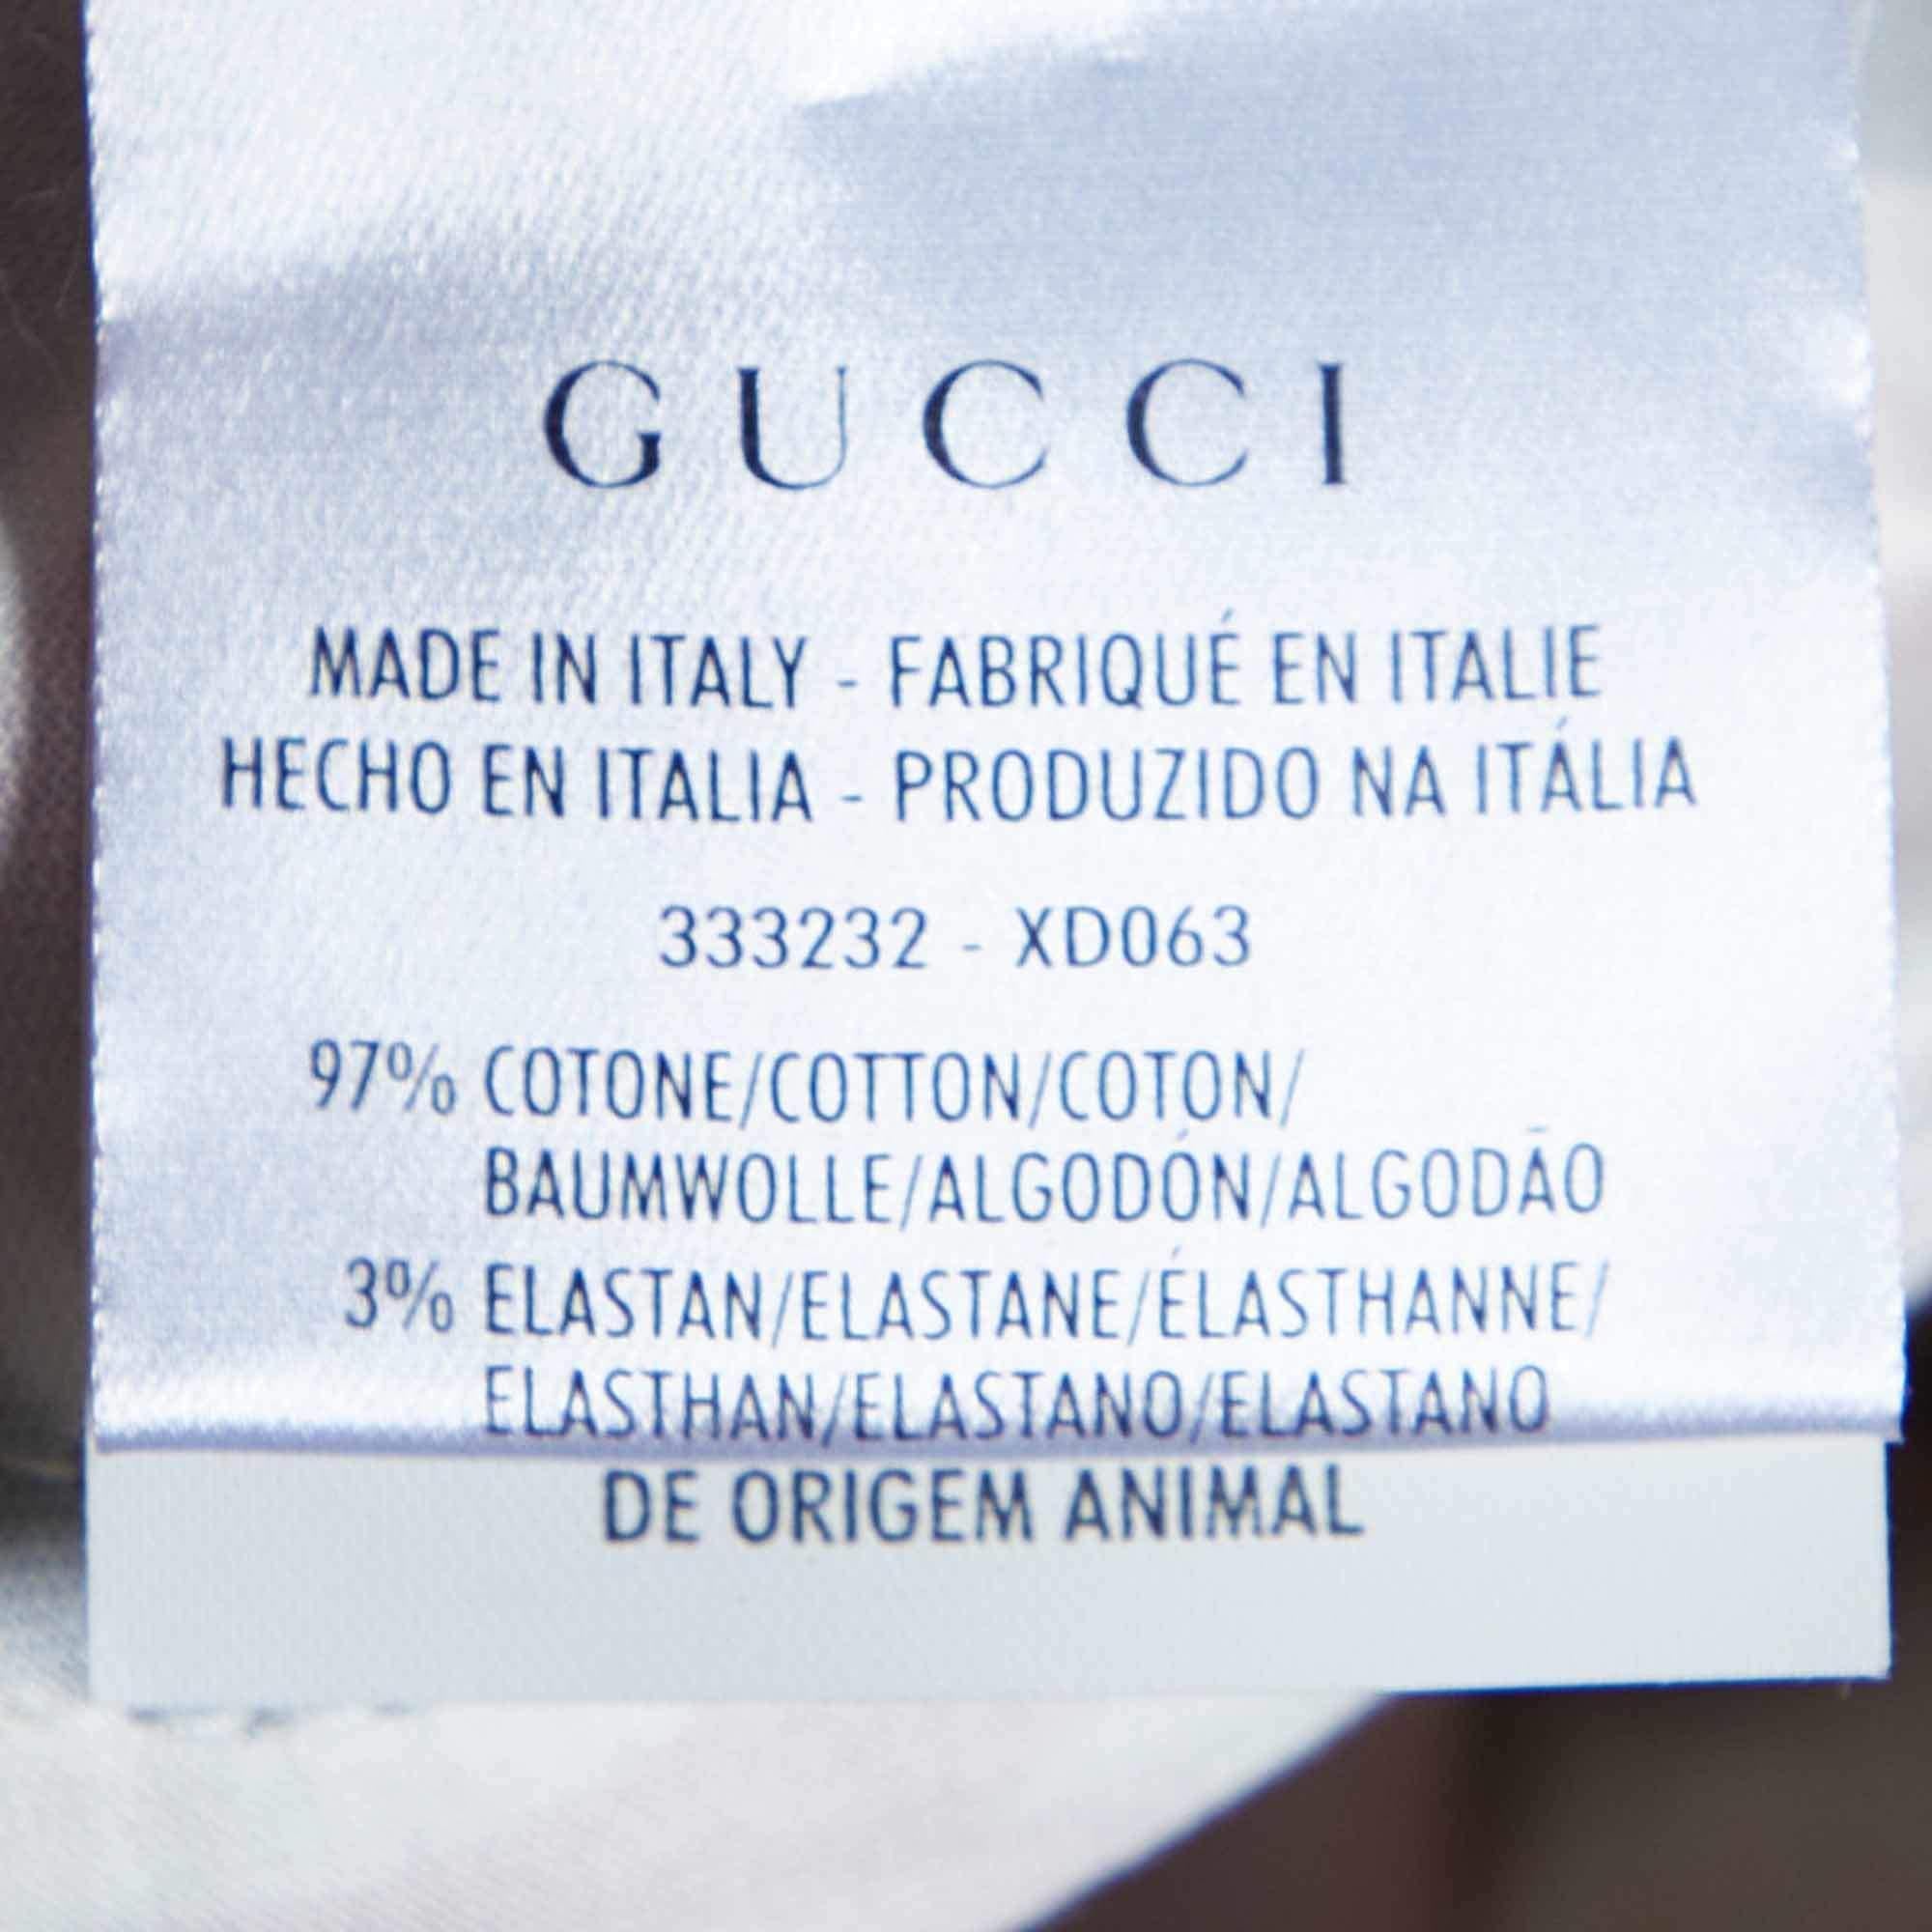 GUCCI
MADE IN ITALY - FABRIQUÉ EN ITALIE
HECHO EN ITALIA - PRODUZIDO NA ITÁLIA
333232 - XD063
97% COTONE/COTTON/COTON/
BAUMWOLLE/ALGODÓN/ALGODÃO
3% ELASTAN/ELASTANE/ÉLASTHANNE/
ELASTHAN/ELASTANO/ELASTANO
DE ORIGEM ANIMAL